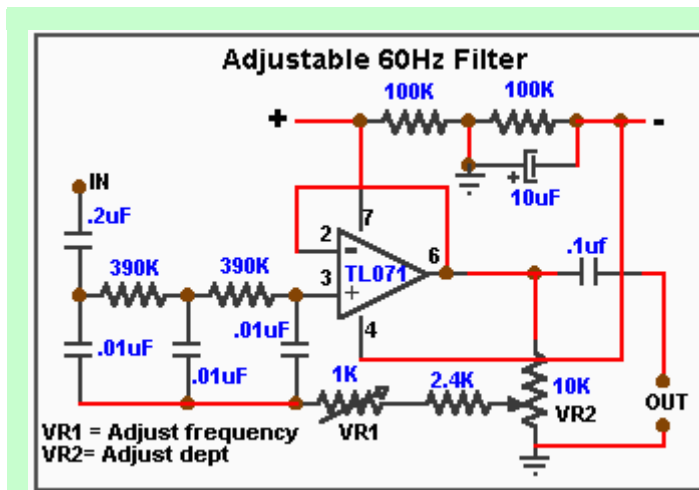 Adjustable 60Hz Filter
100K
100K
+
-
IN
+
10uF
.2uF
7
2
-
6
.1uf
390K
390K
TL071
3
+
.01uF
.01uF
.01uF
4
1K
2.4K
10K
OUT
VR1
VR2
VR1 = Adjust frequency
VR2= Adjust dept